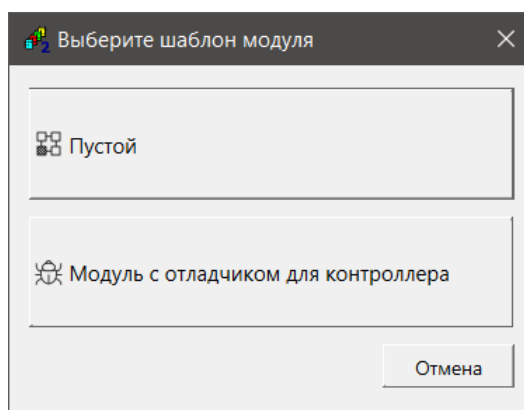 Выберите шаблон модуля
Пустой
Модуль с отладчиком для контроллера
Отмена